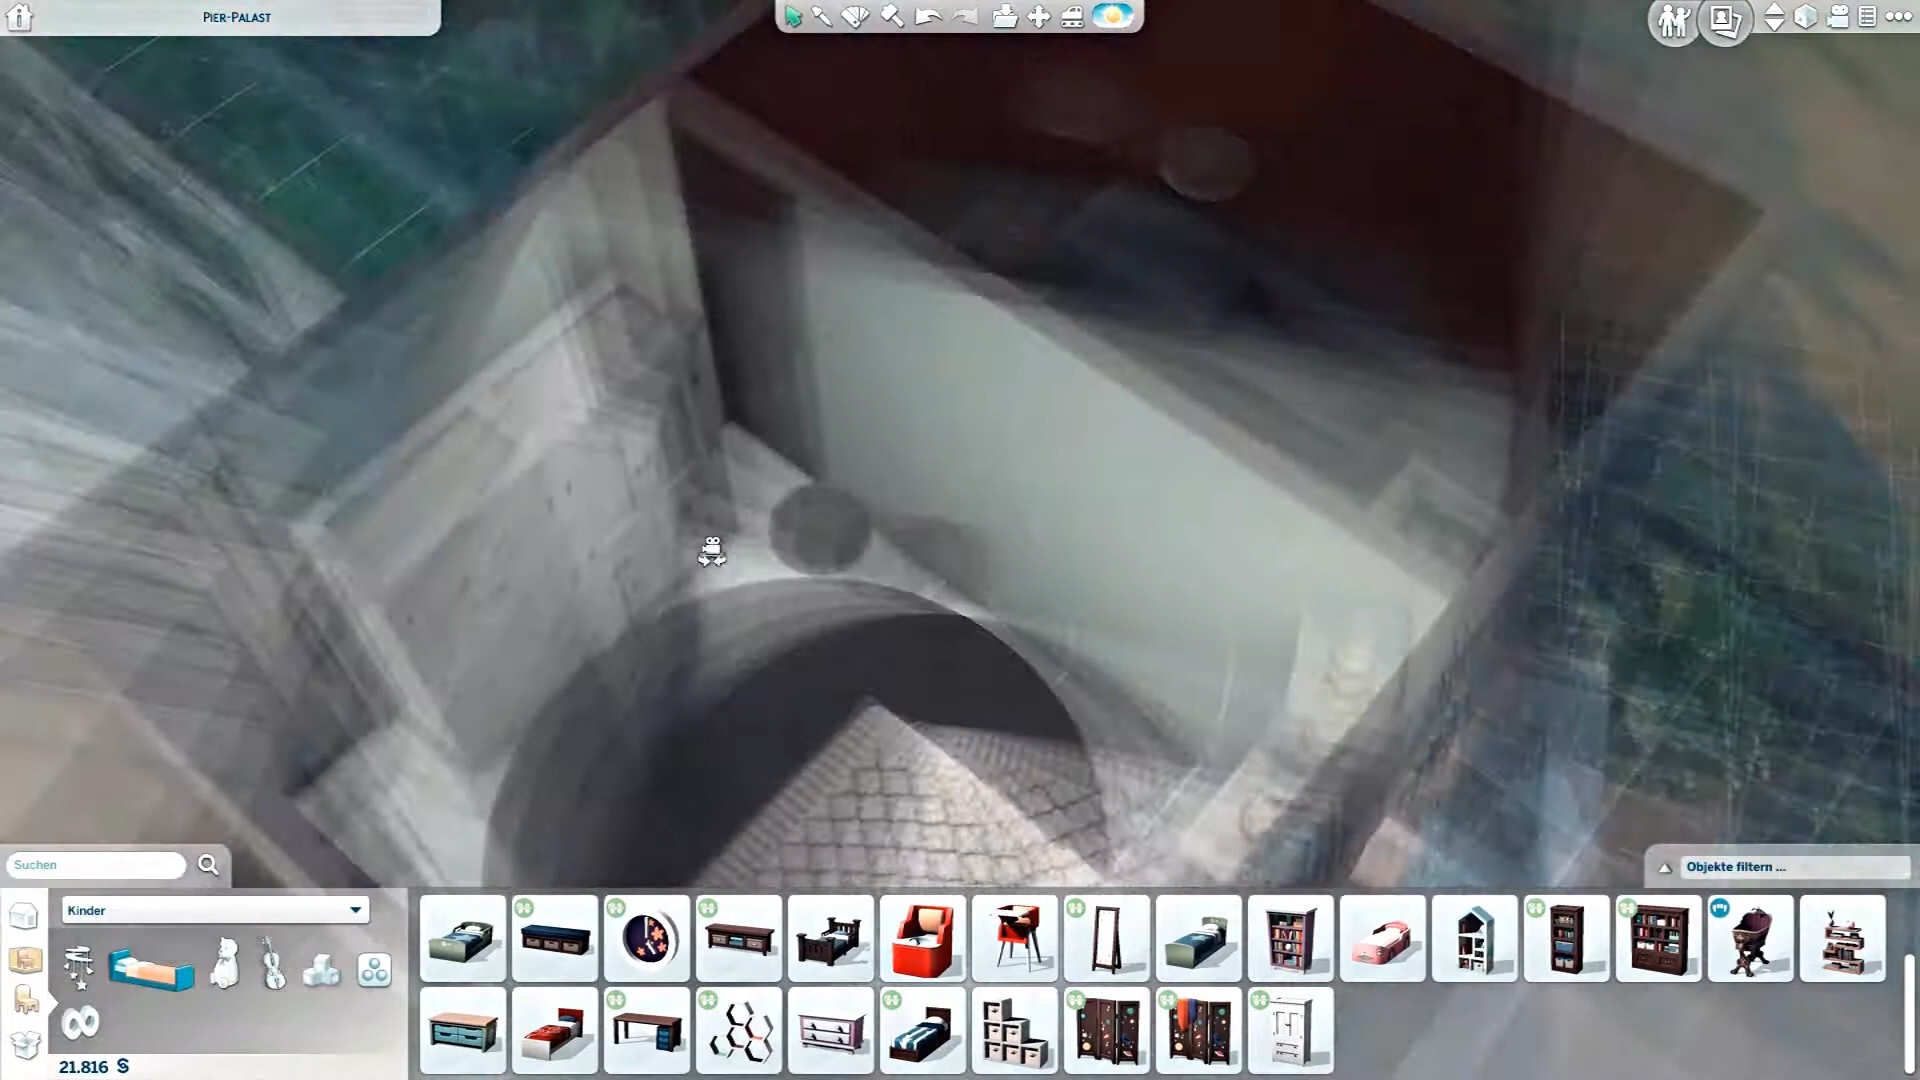 PIER-PALAST
Suchen
Objekte filtern ...
Kinder
21.816 $